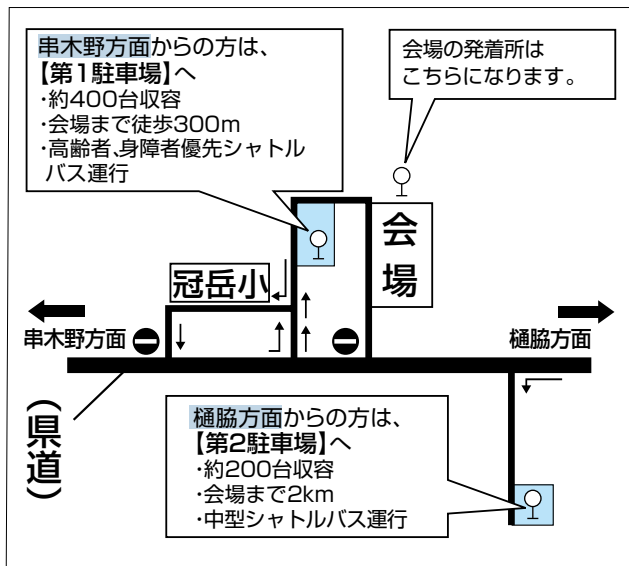 串木野方面からの方は、
【第1駐車場】へ
・約400台収容
・会場まで徒歩300m
・高齢者、身障者優先シャトル
バス運行
会場の発着所は
こちらになります。
会場
冠岳小
串木野方面
樋脇方面
（県道）
樋脇方面からの方は、
【第2駐車場】へ
・約200台収容
・会場まで2km
・中型シャトルバス運行